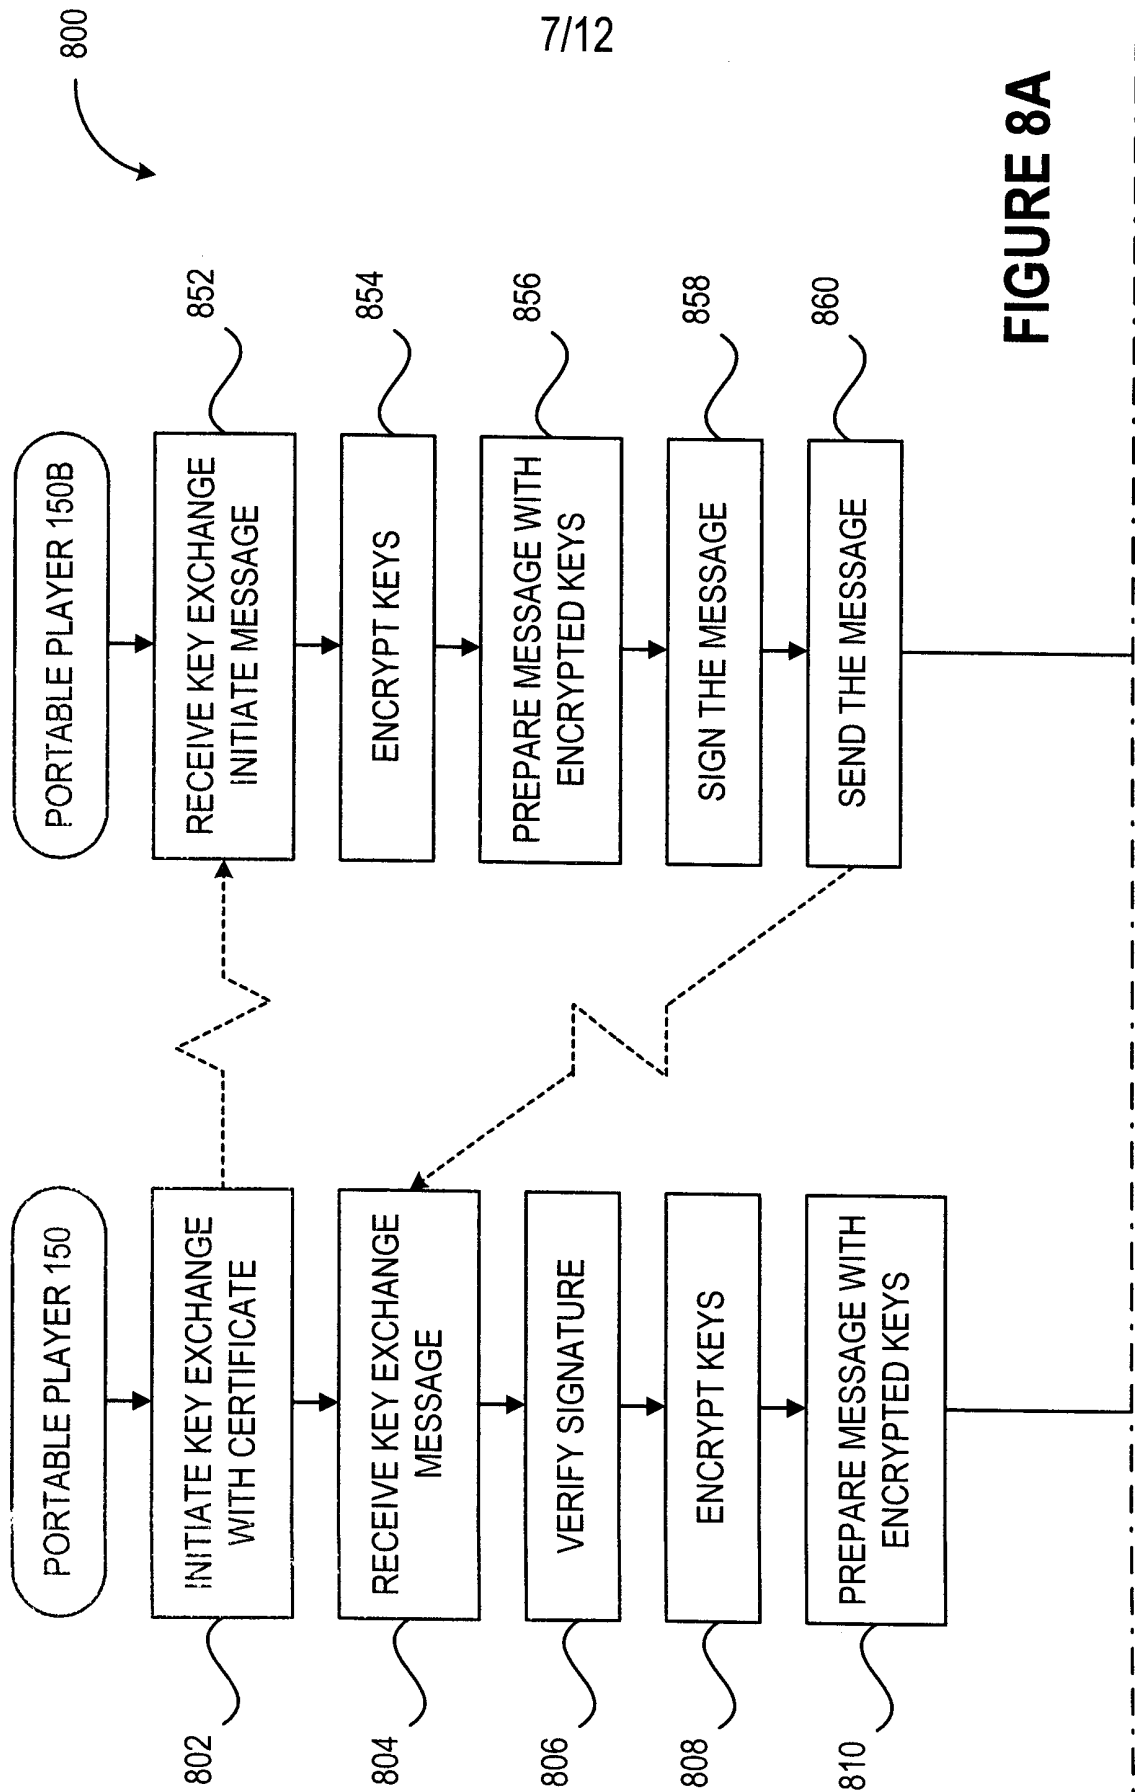 7/12
800
PORTABLE PLAYER 150
802
INITIATE KEY EXCHANGE
WITH CERTIFICATE
804
RECEIVE KEY EXCHANGE
MESSAGE
806
VERIFY SIGNATURE
808
ENCRYPT KEYS
810
PREPARE MESSAGE WITH
ENCRYPTED KEYS
PORTABLE PLAYER 150B
852
RECEIVE KEY EXCHANGE
INITIATE MESSAGE
854
ENCRYPT KEYS
856
PREPARE MESSAGE WITH
ENCRYPTED KEYS
858
SIGN THE MESSAGE
860
SEND THE MESSAGE
FIGURE 8A